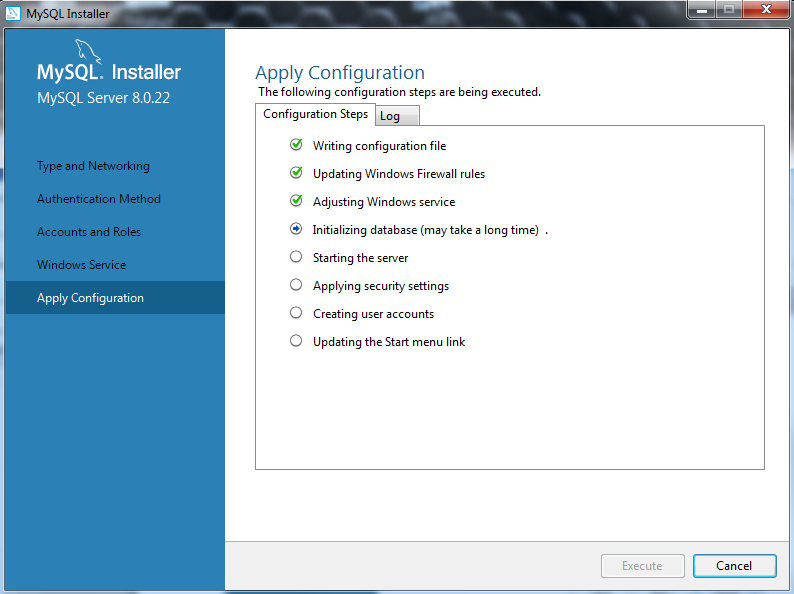 MySQL Installer
MySQL. Installer
MySQL Server 8.0.22
Type and Networking
Authentication Method
Accounts and Roles
Windows Service
Apply Configuration
Apply Configuration
The following configuration steps are being executed.
Configuration Steps Log
Writing configuration file
Updating Windows Firewall rules
Adjusting Windows service
Initializing database (may take a long time) .
Starting the server
Applying security settings
Creating user accounts
Updating the Start menu link
Execute Cancel